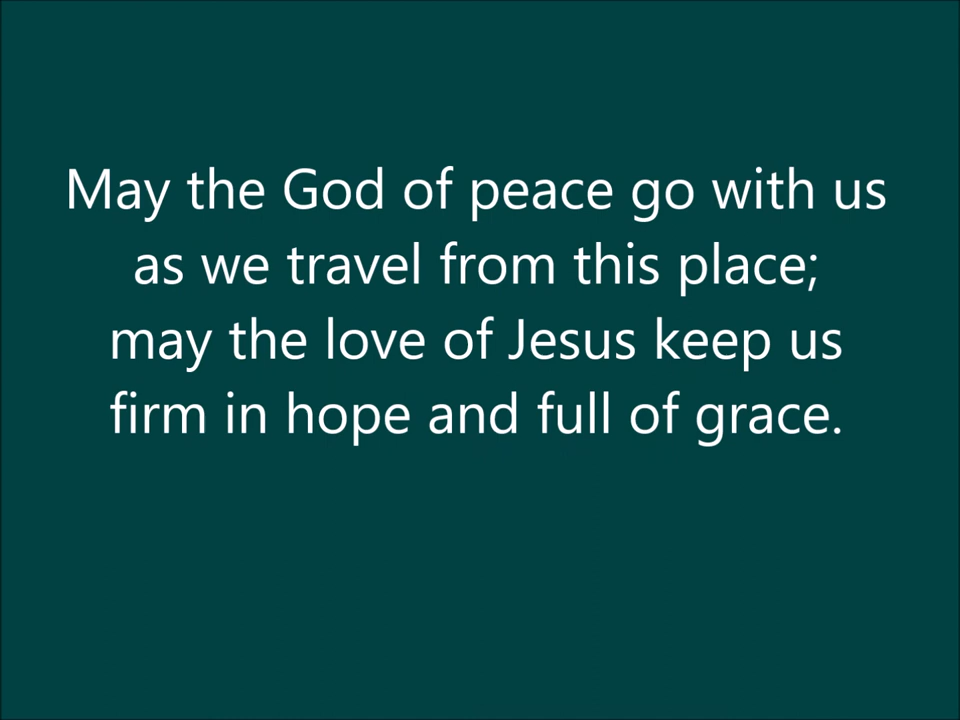 May the God of peace go with us
as we travel from this place;
may the love of Jesus keep us
firm in hope and full of grace.